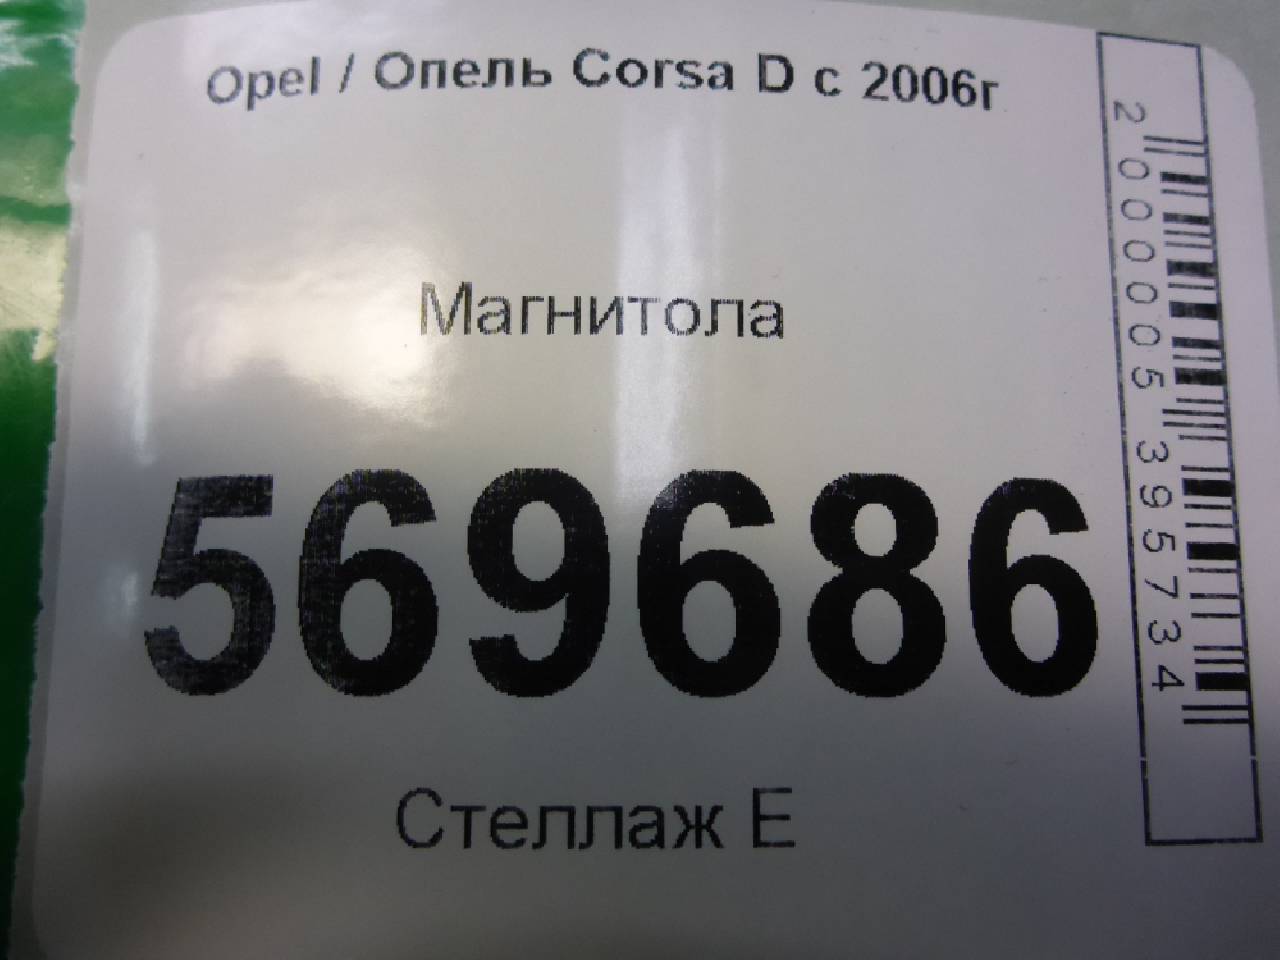 Opel / Опель Corsa D с 2006г
Магнитола
569686
Стеллаж Е
2000005395734